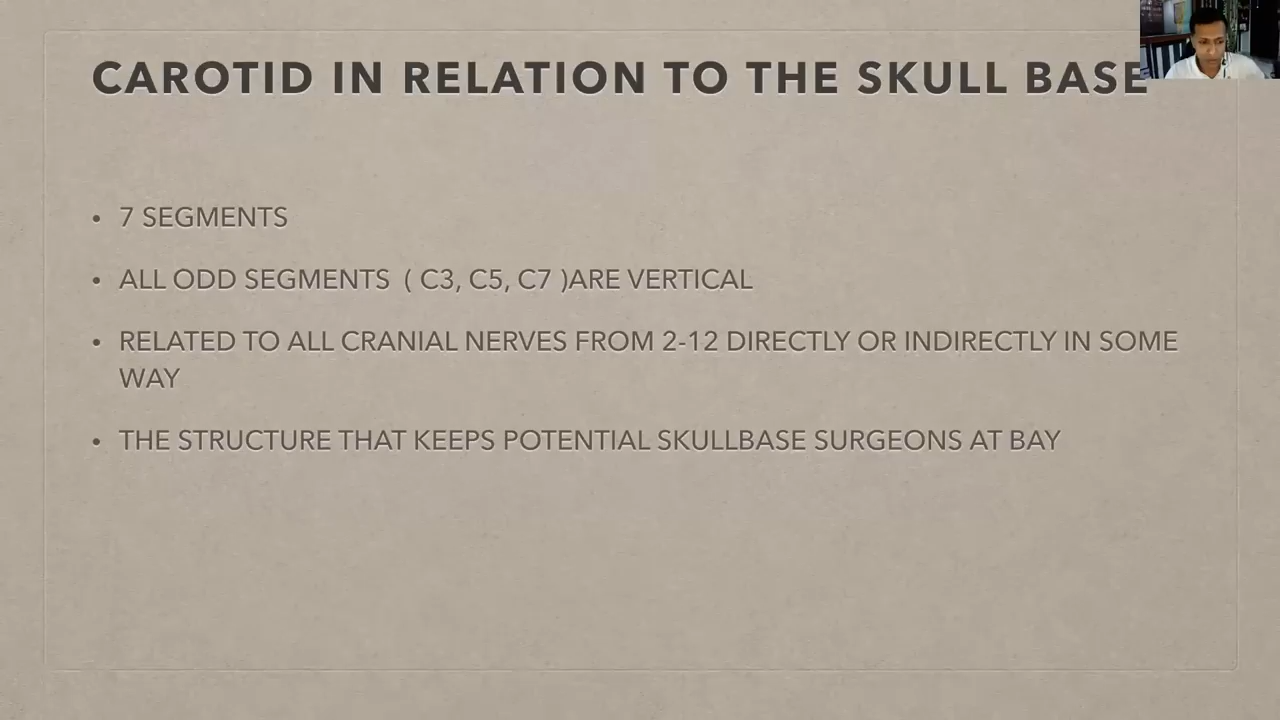 CAROTID IN RELATION TO THE SKULL BASE
• 7 SEGMENTS
• ALL ODD SEGMENTS ( C3, C5, C7 )ARE VERTICAL
• RELATED TO ALL CRANIAL NERVES FROM 2-12 DIRECTLY OR INDIRECTLY IN SOME
WAY
• THE STRUCTURE THAT KEEPS POTENTIAL SKULLBASE SURGEONS AT BAY